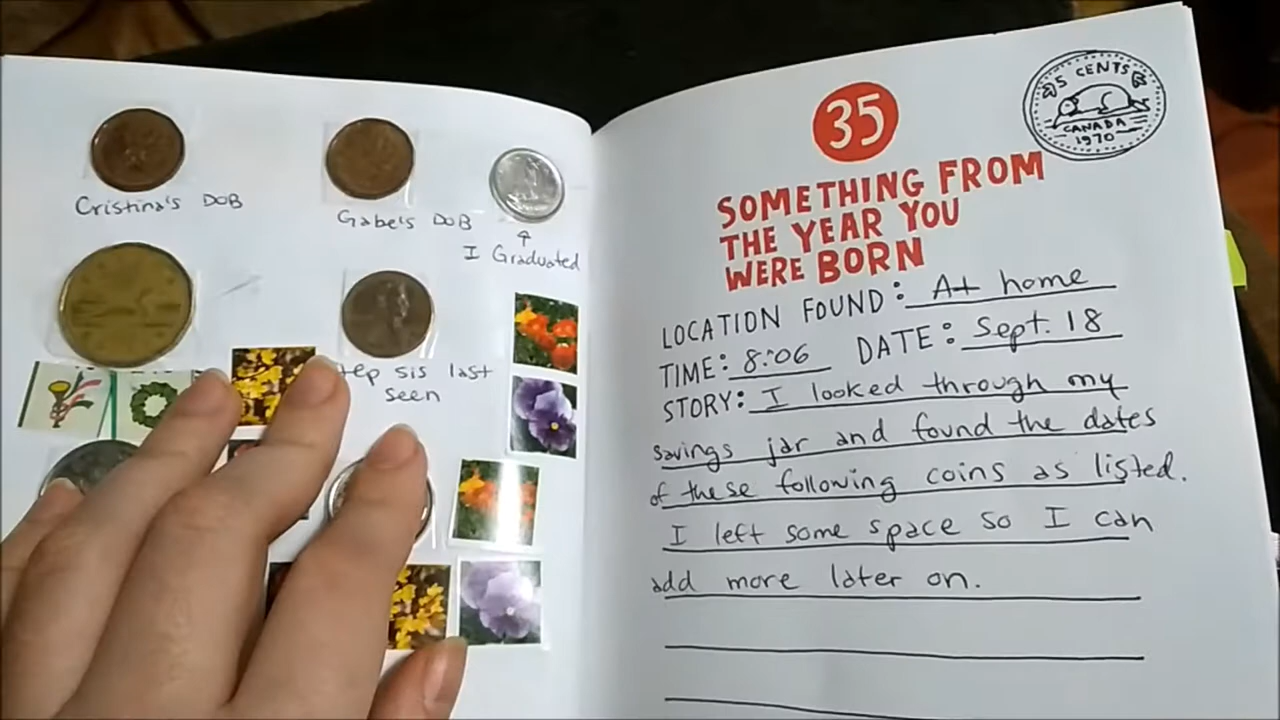 Cristina's DOB
Gabe's DOB
I Graduated
tep sis last
seen
35
5 CENTS
CANADA
1970
SOMETHING FROM
THE YEAR YOU
WERE BORN
LOCATION FOUND: At home
TIME: 8:06 DATE: Sept. 18
STORY: I looked through my
savings jar and found the dates
of these following coins as listed.
I left some space so I can
add more later on.